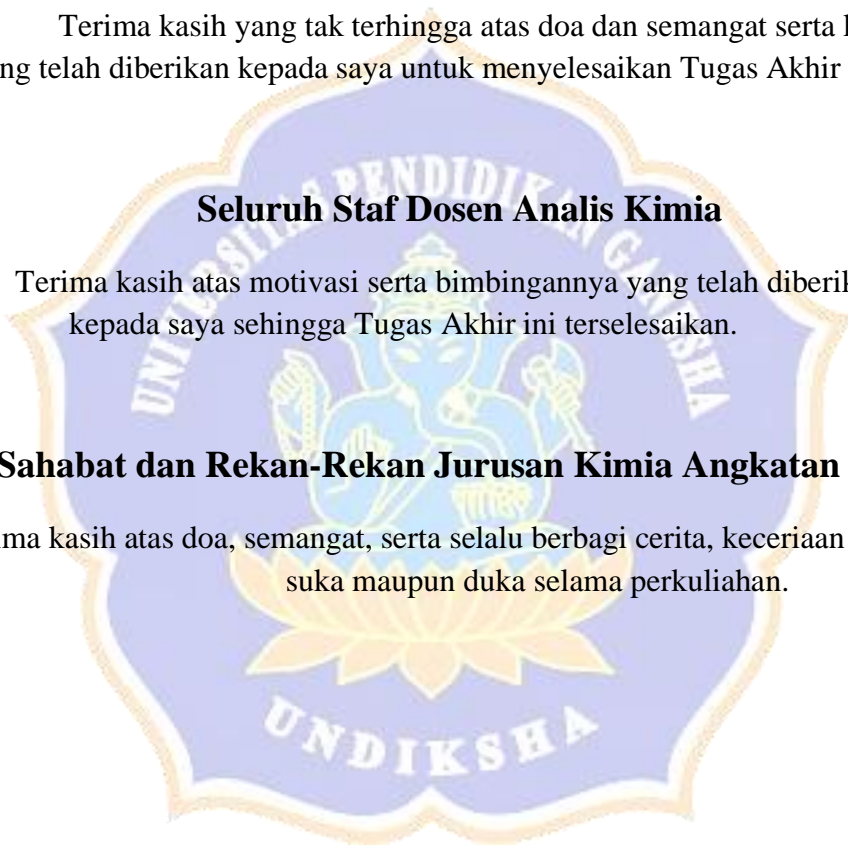 Terima kasih yang tak terhingga atas doa dan semangat serta
telah diberikan kepada saya untuk menyelesaikan Tugas Akhir
Seluruh Staf Dosen Analis Kimia
Terima kasih atas motivasi serta bimbingannya yang telah
kepada saya sehingga Tugas Akhir ini terselesaikan.
Sahabat dan Rekan-Rekan Jurusan Kimia Angkatan
kasih atas doa, semangat, serta selalu berbagi cerita, keceriaan
suka maupun duka selama perkuliahan.
UNIVERSITAS PENDIDIKAN GANESHA
UNDIKSHA